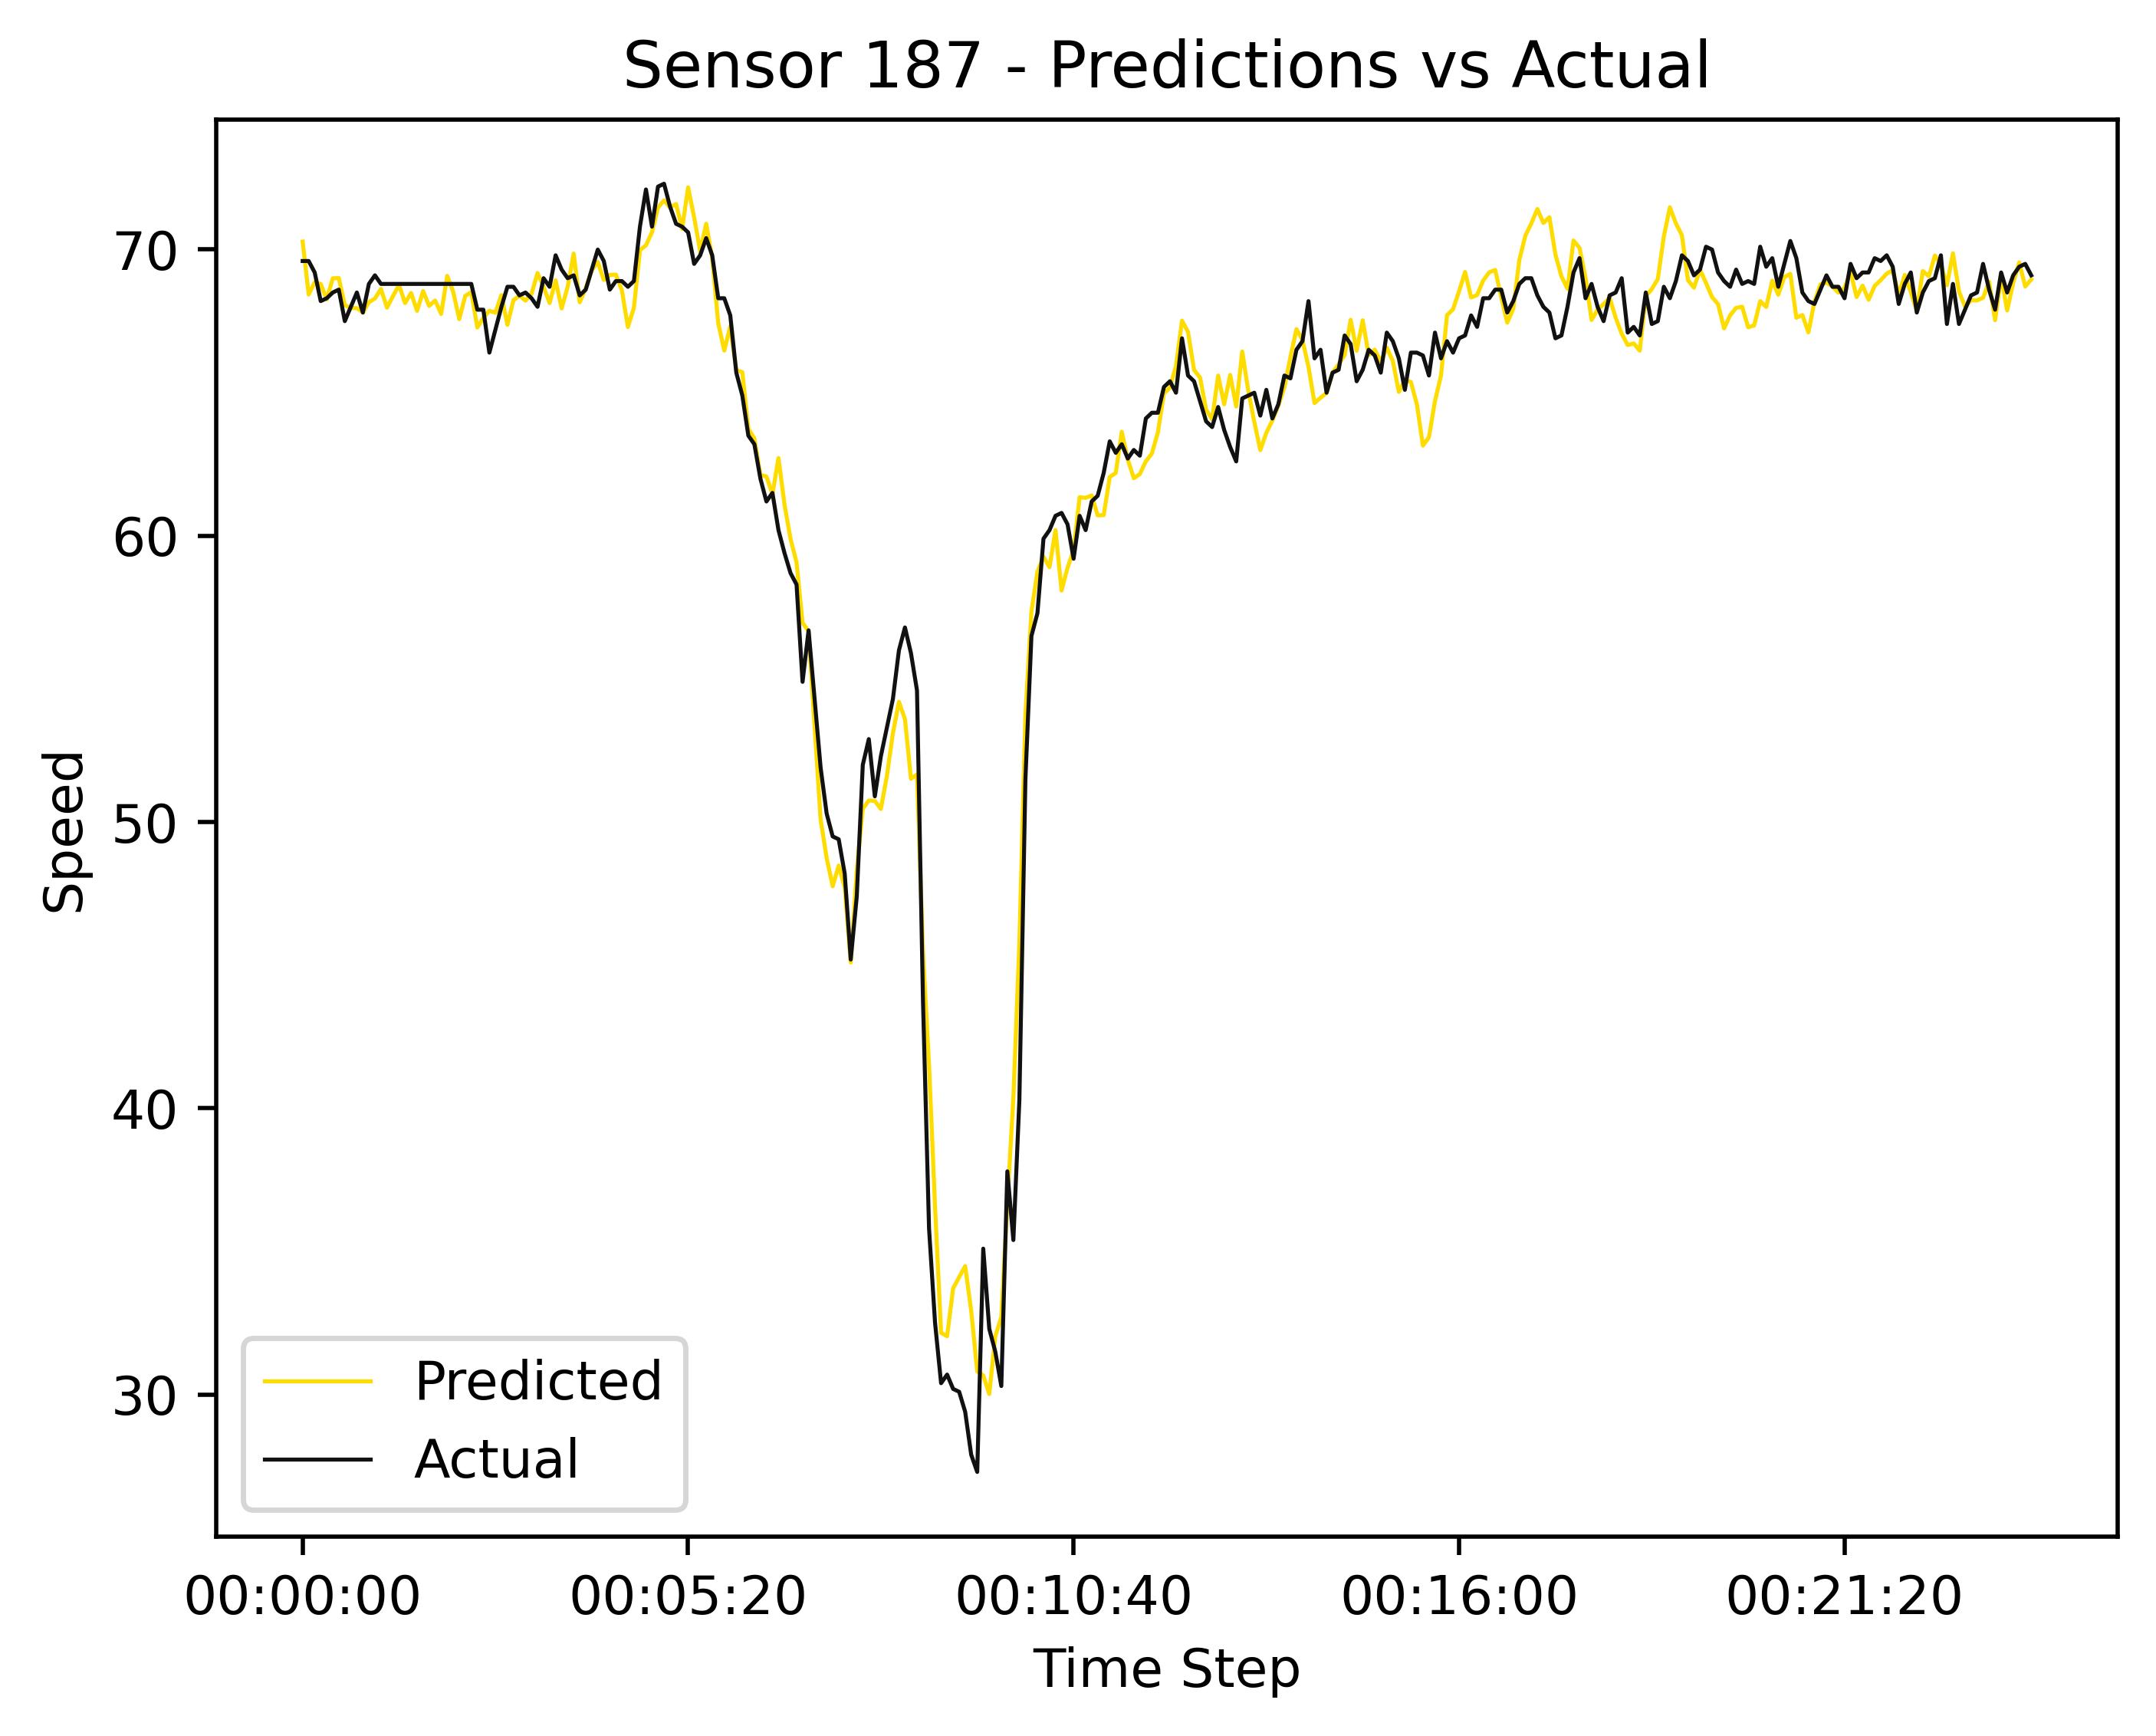 Sensor 187 - Predictions vs Actual
70
60
50
40
30
Speed
Predicted
Actual
00:00:00 00:05:20 00:10:40 00:16:00 00:21:20
Time Step